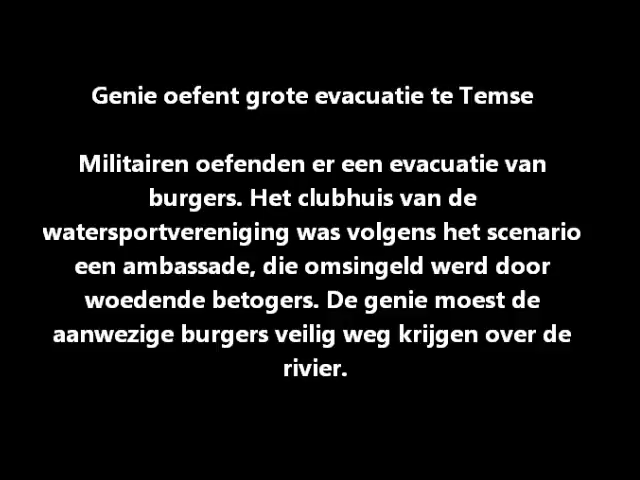 Genie oefent grote evacuatie te Temse
Militairen oefenden er een evacuatie van
burgers. Het clubhuis van de
watersportvereniging was volgens het scenario
een ambassade, die omsingeld werd door
woedende betogers. De genie moest de
aanwezige burgers veilig weg krijgen over de
rivier.